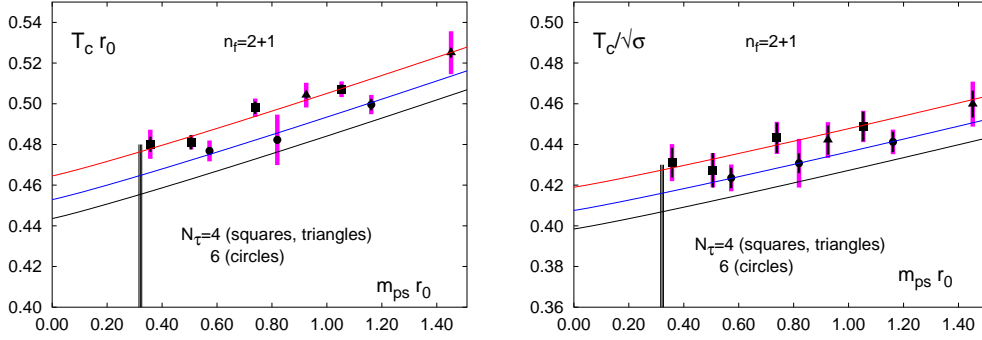 T_c r_0
n_f=2+1
0.54
0.52
0.50
0.48
0.46
0.44
0.42
0.40
N_τ=4 (squares, triangles)
6 (circles)
m_ps r_0
0.00 0.20 0.40 0.60 0.80 1.00 1.20 1.40
T_c/√σ
n_f=2+1
0.50
0.48
0.46
0.44
0.42
0.40
0.38
0.36
N_τ=4 (squares, triangles)
6 (circles)
m_ps r_0
0.00 0.20 0.40 0.60 0.80 1.00 1.20 1.40